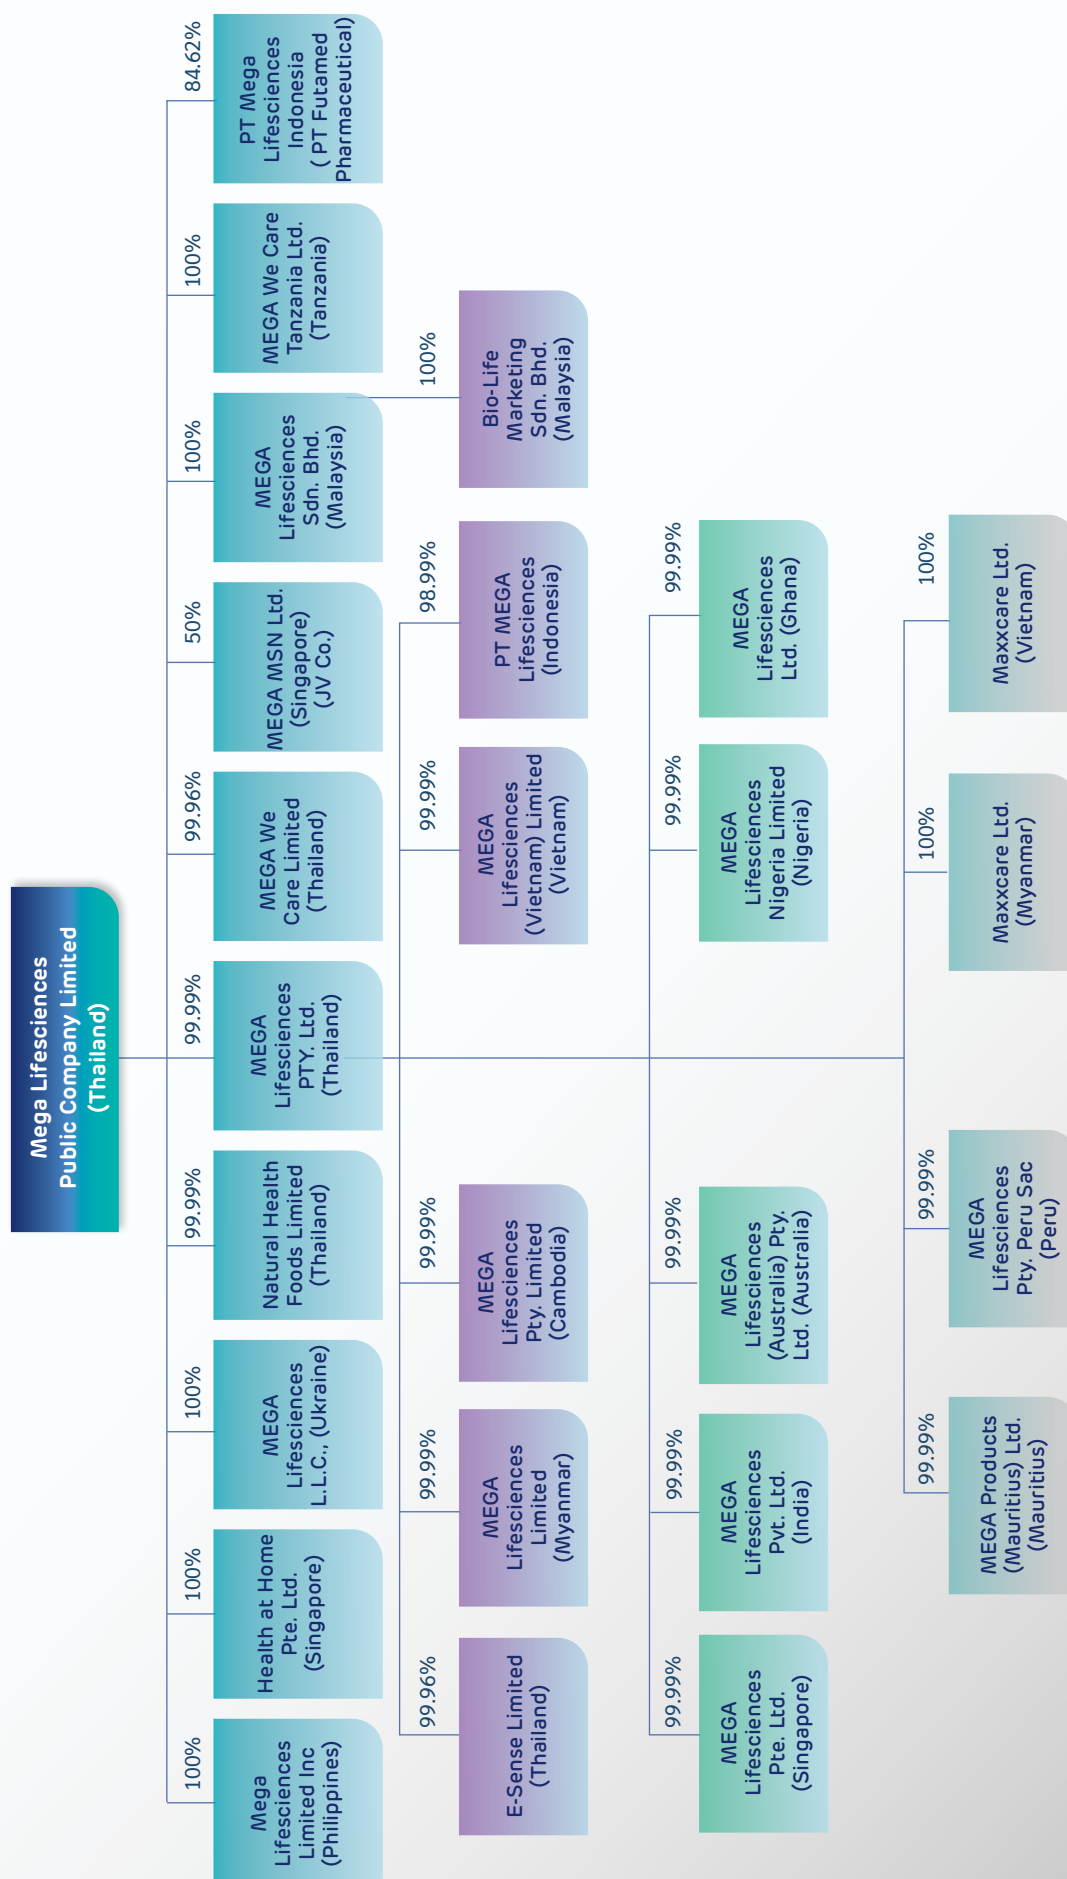 Mega Lifesciences
Public Company Limited
(Thailand)
100%
100%
100%
99.99%
99.99%
99.96%
50%
100%
100%
84.62%
Mega
Lifesciences
Limited Inc
(Philippines)
Health at Home
Pte. Ltd.
(Singapore)
MEGA
Lifesciences
L.L.C., (Ukraine)
Natural Health
Foods Limited
(Thailand)
MEGA
Lifesciences
PTY. Ltd.
(Thailand)
MEGA We
Care Limited
(Thailand)
MEGA MSN Ltd.
(Singapore)
(JV Co.)
MEGA
Lifesciences
Sdn. Bhd.
(Malaysia)
MEGA We Care
Tanzania Ltd.
(Tanzania)
PT Mega
Lifesciences
Indonesia
( PT Futamed
Pharmaceutical)
99.96%
99.99%
99.99%
99.99%
98.99%
100%
E-Sense Limited
(Thailand)
MEGA
Lifesciences
Limited
(Myanmar)
MEGA
Lifesciences
Pty. Limited
(Cambodia)
MEGA
Lifesciences
(Vietnam) Limited
(Vietnam)
PT MEGA
Lifesciences
(Indonesia)
Bio-Life
Marketing
Sdn. Bhd.
(Malaysia)
99.99%
99.99%
99.99%
99.99%
99.99%
MEGA
Lifesciences
Pte. Ltd.
(Singapore)
MEGA
Lifesciences
Pvt. Ltd.
(India)
MEGA
Lifesciences
(Australia) Pty.
Ltd. (Australia)
MEGA
Lifesciences
Nigeria Limited
(Nigeria)
MEGA
Lifesciences
Ltd. (Ghana)
99.99%
99.99%
100%
100%
MEGA Products
(Mauritius) Ltd.
(Mauritius)
MEGA
Lifesciences
Pty. Peru Sac
(Peru)
Maxxcare Ltd.
(Myanmar)
Maxxcare Ltd.
(Vietnam)